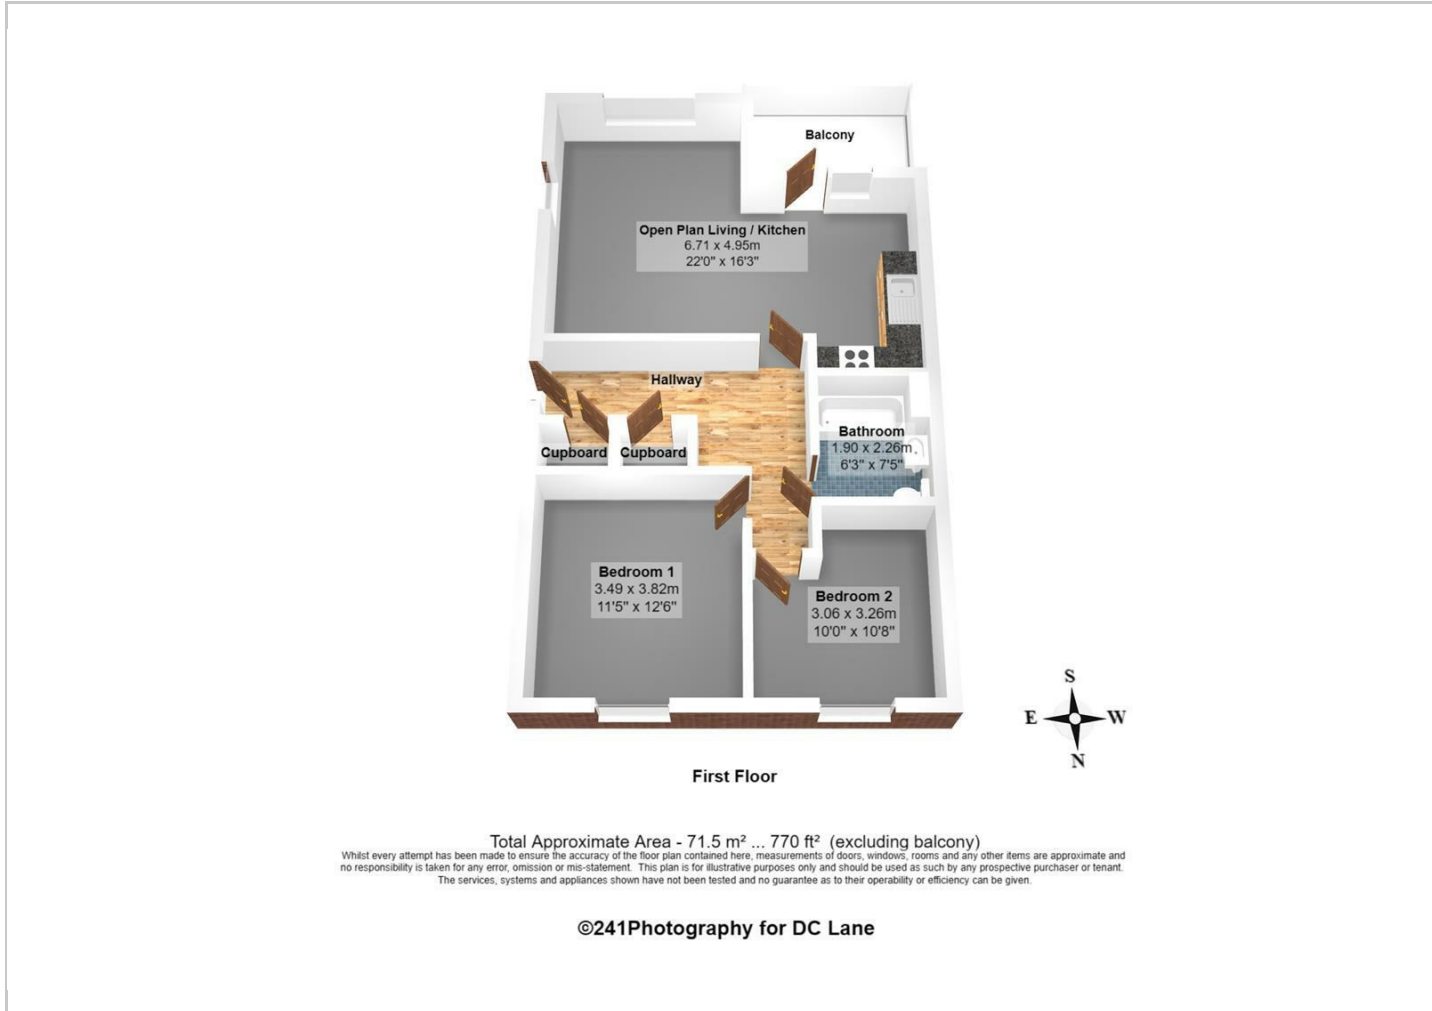 Balcony
Open Plan Living / Kitchen
6.71 x 4.95m
22'0" x 16'3"
Hallway
Bathroom
1.90 x 2.26m
6'3" x 7'5"
Cupboard
Cupboard
Bedroom 1
3.49 x 3.82m
11'5" x 12'6"
Bedroom 2
3.06 x 3.26m
10'0" x 10'8"
S
E
W
N
First Floor
Total Approximate Area - 71.5 m² ... 770 ft² (excluding balcony)
Whilst every attempt has been made to ensure the accuracy of the floor plan contained here, measurements of doors, windows, rooms and any other items are approximate and
no responsibility is taken for any error, omission or mis-statement. This plan is for illustrative purposes only and should be used as such by any prospective purchaser or tenant.
The services, systems and appliances shown have not been tested and no guarantee as to their operability or efficiency can be given.
©241Photography for DC Lane